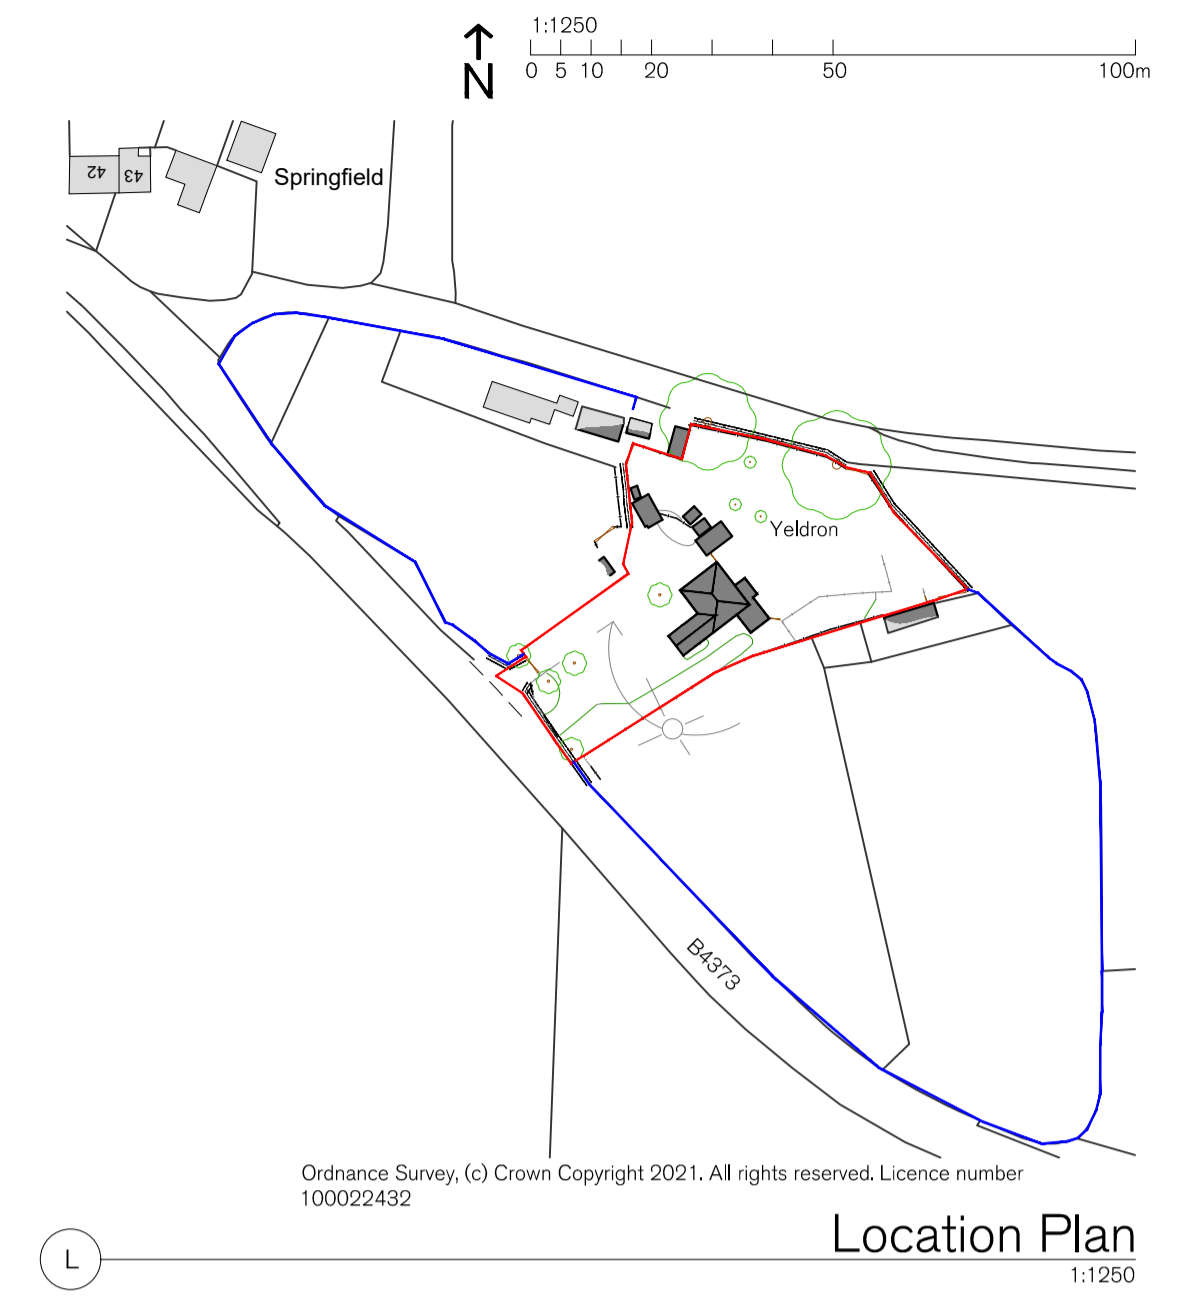 1:1250
0 5 10 20 50 100m
N
42 43
Springfield
Yeldron
B4373
Ordnance Survey, (c) Crown Copyright 2021. All rights reserved. Licence number
100022432
Location Plan
L
1:1250